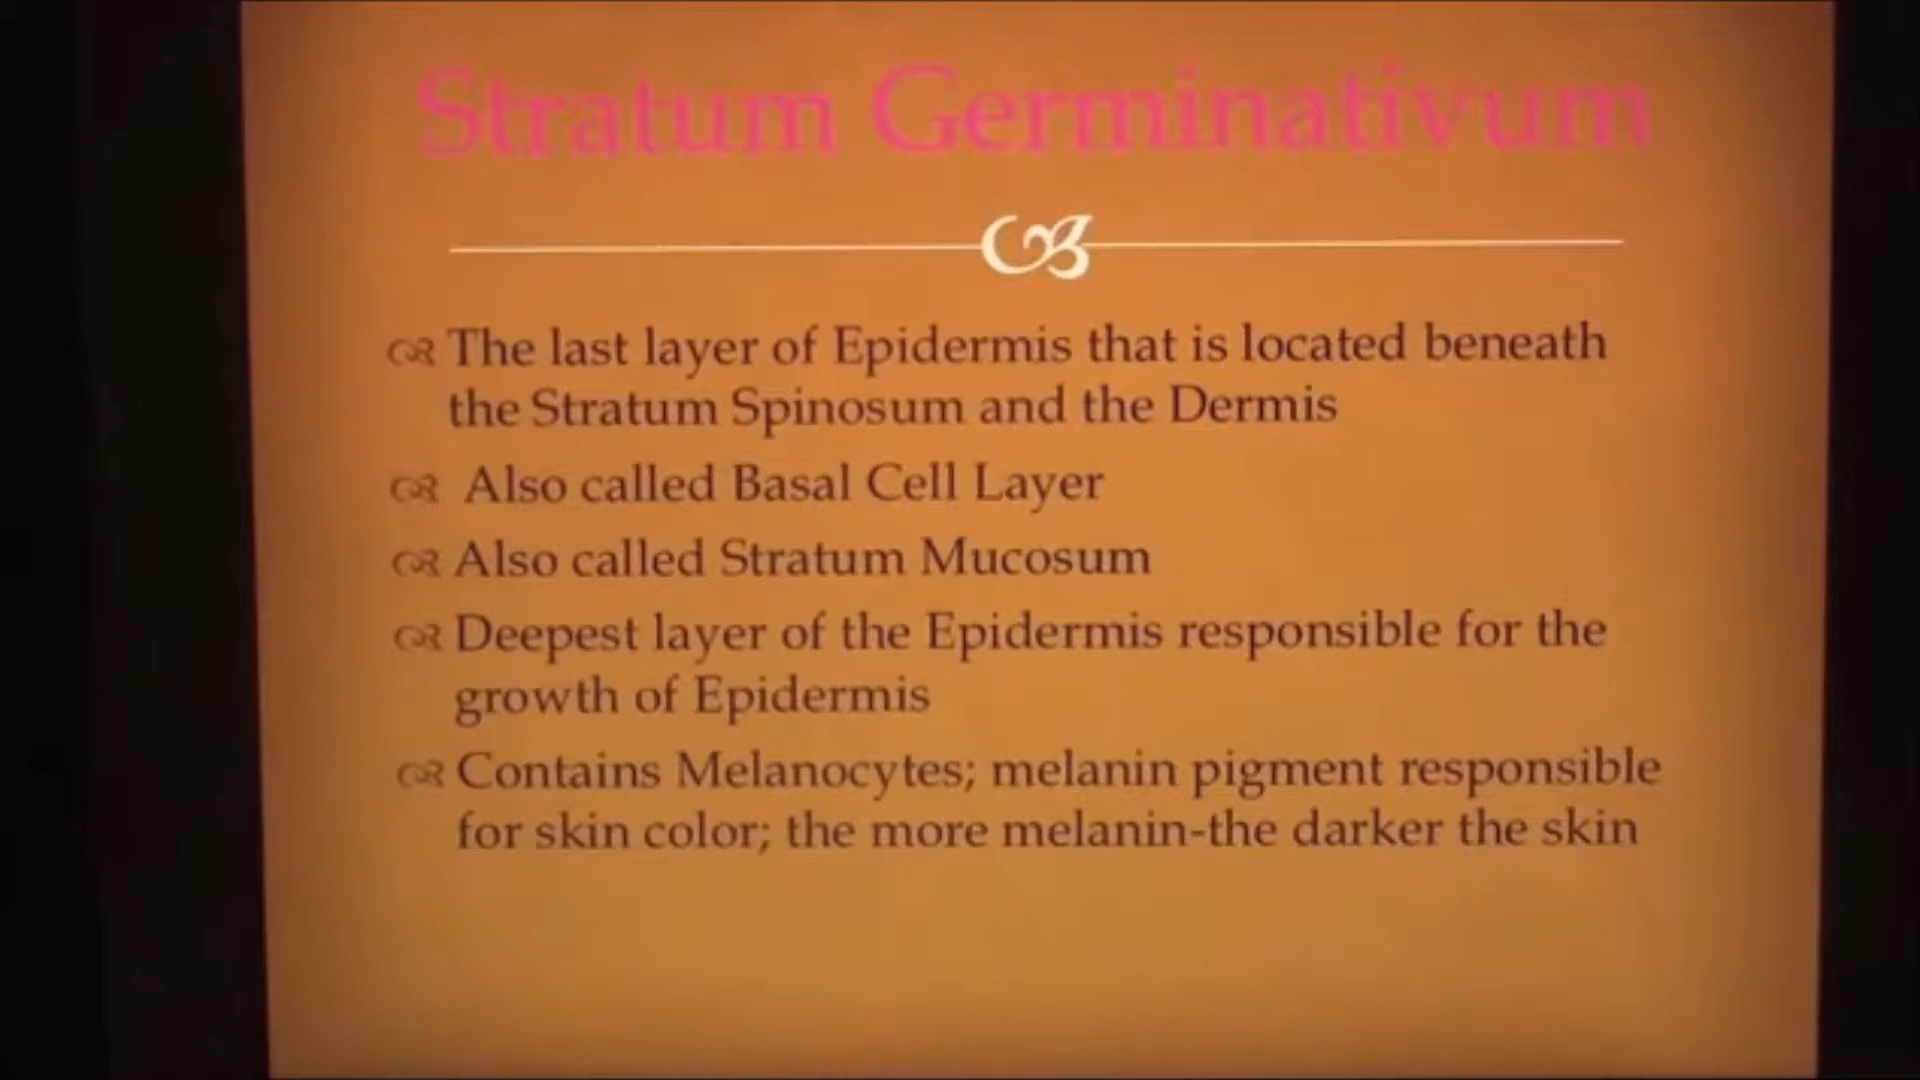 Stratum Germinativum
The last layer of Epidermis that is located beneath
the Stratum Spinosum and the Dermis
Also called Basal Cell Layer
Also called Stratum Mucosum
Deepest layer of the Epidermis responsible for the
growth of Epidermis
Contains Melanocytes; melanin pigment responsible
for skin color; the more melanin-the darker the skin